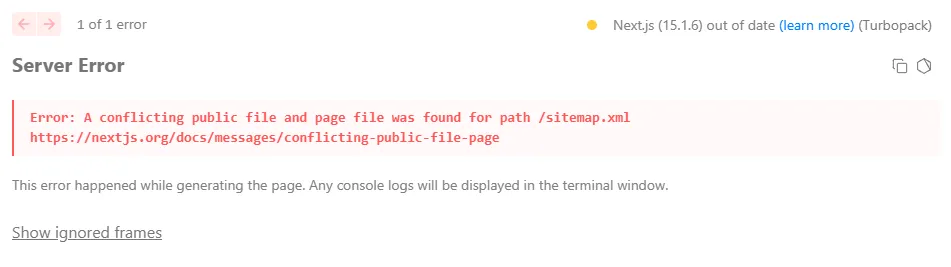 1 of 1 error
Next.js (15.1.6) out of date (learn more) (Turbopack)
Server Error
Error: A conflicting public file and page file was found for path /sitemap.xml
https://nextjs.org/docs/messages/conflicting-public-file-page
This error happened while generating the page. Any console logs will be displayed in the terminal window.
Show ignored frames